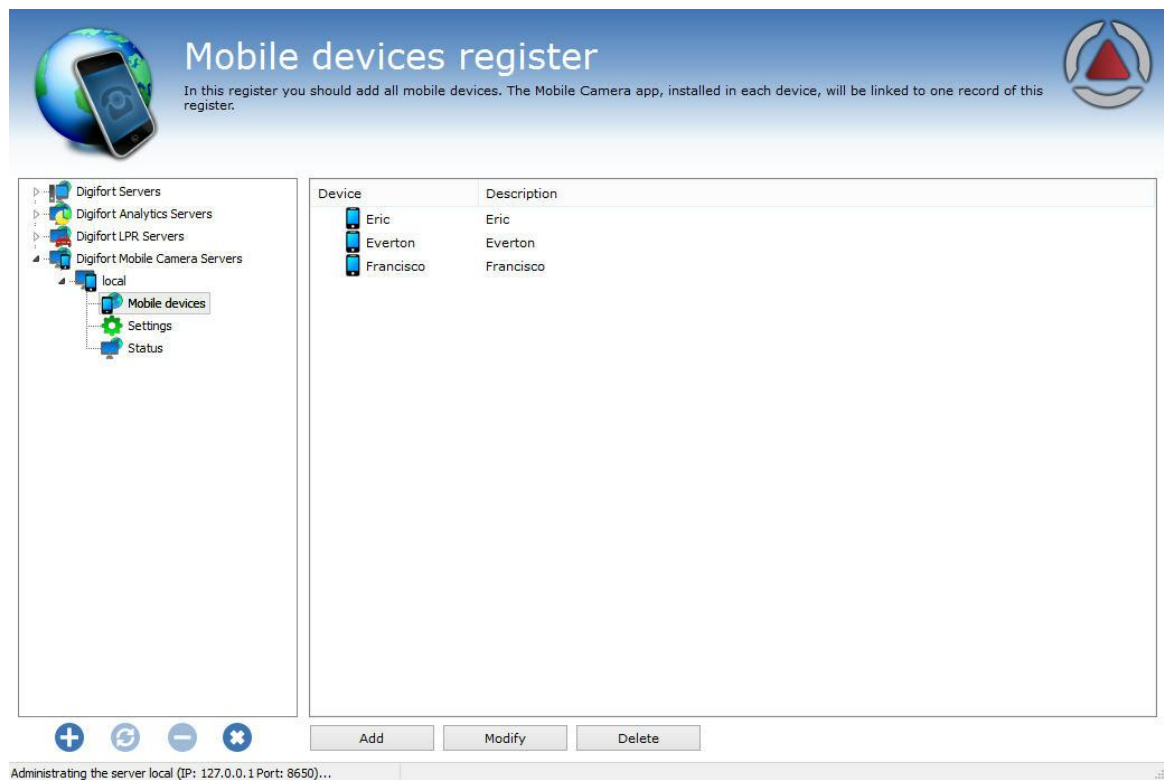 Mobile devices register
In this register you should add all mobile devices. The Mobile Camera app, installed in each device, will be linked to one record of this
register.
Digifort Servers
Digifort Analytics Servers
Digifort LPR Servers
Digifort Mobile Camera Servers
local
Mobile devices
Settings
Status
Device Description
Eric Eric
Everton Everton
Francisco Francisco
Add Modify Delete
Administrating the server local (IP: 127.0.0.1 Port: 8650)...